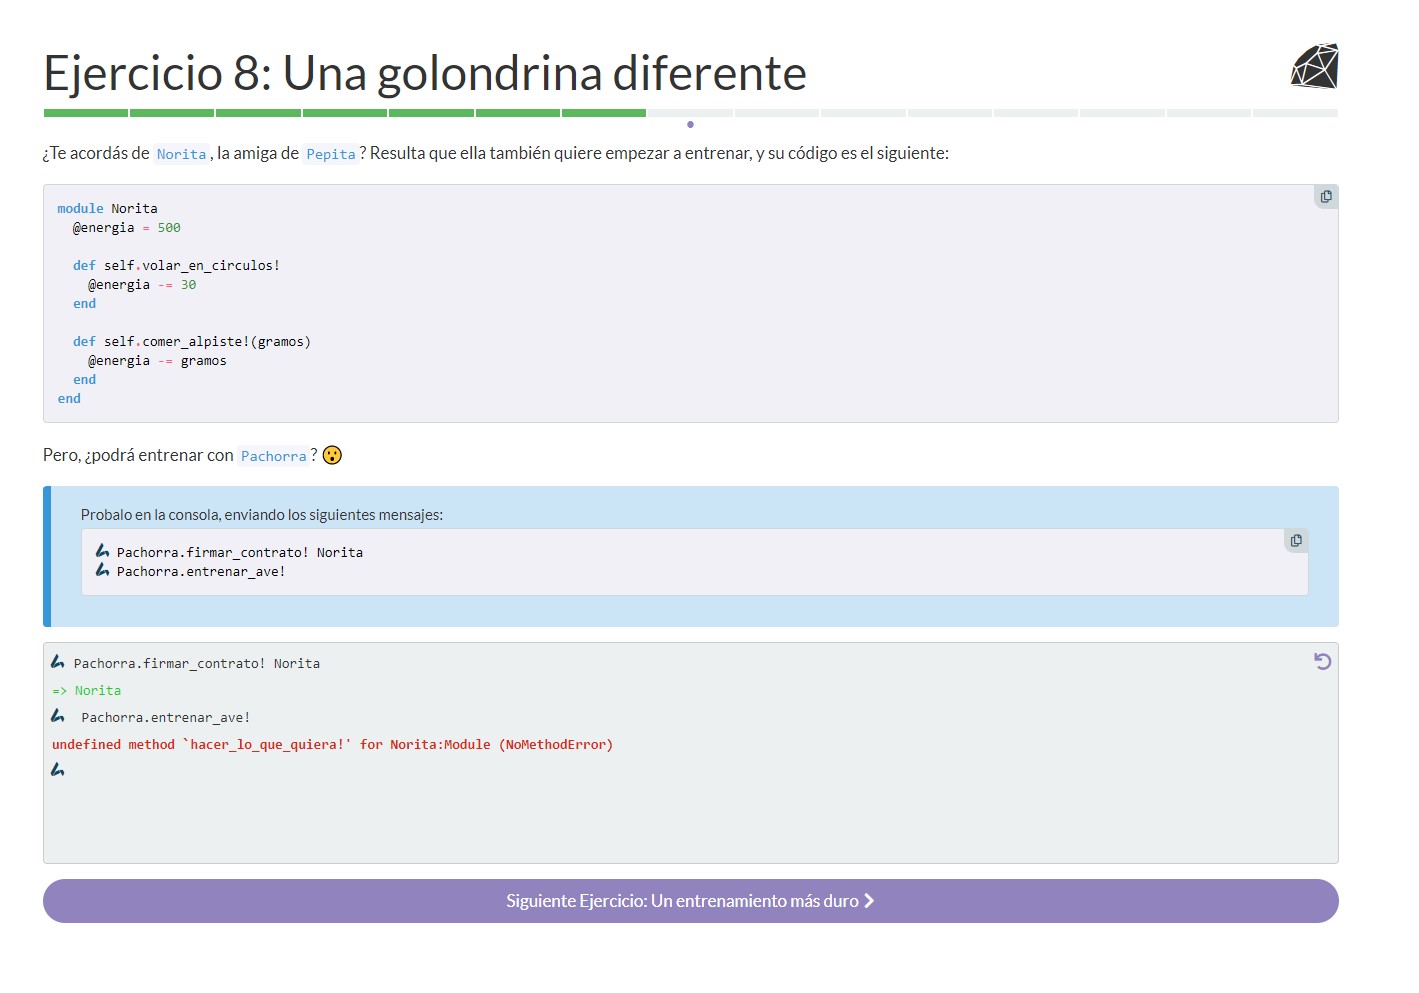 Ejercicio 8: Una golondrina diferente
¿Te acordás de Norita, la amiga de Pepita? Resulta que ella también quiere empezar a entrenar, y su código es el siguiente:
module Norita
  @energia = 500
  def self.volar_en_circulos!
    @energia -= 30
  end
  def self.comer_alpiste!(gramos)
    @energia -= gramos
  end
end
Pero, ¿podrá entrenar con Pachorra? 😮
Probalo en la consola, enviando los siguientes mensajes:
Pachorra.firmar_contrato! Norita
Pachorra.entrenar_ave!
Pachorra.firmar_contrato! Norita
=> Norita
Pachorra.entrenar_ave!
undefined method `hacer_lo_que_quiera!' for Norita:Module (NoMethodError)
Siguiente Ejercicio: Un entrenamiento más duro